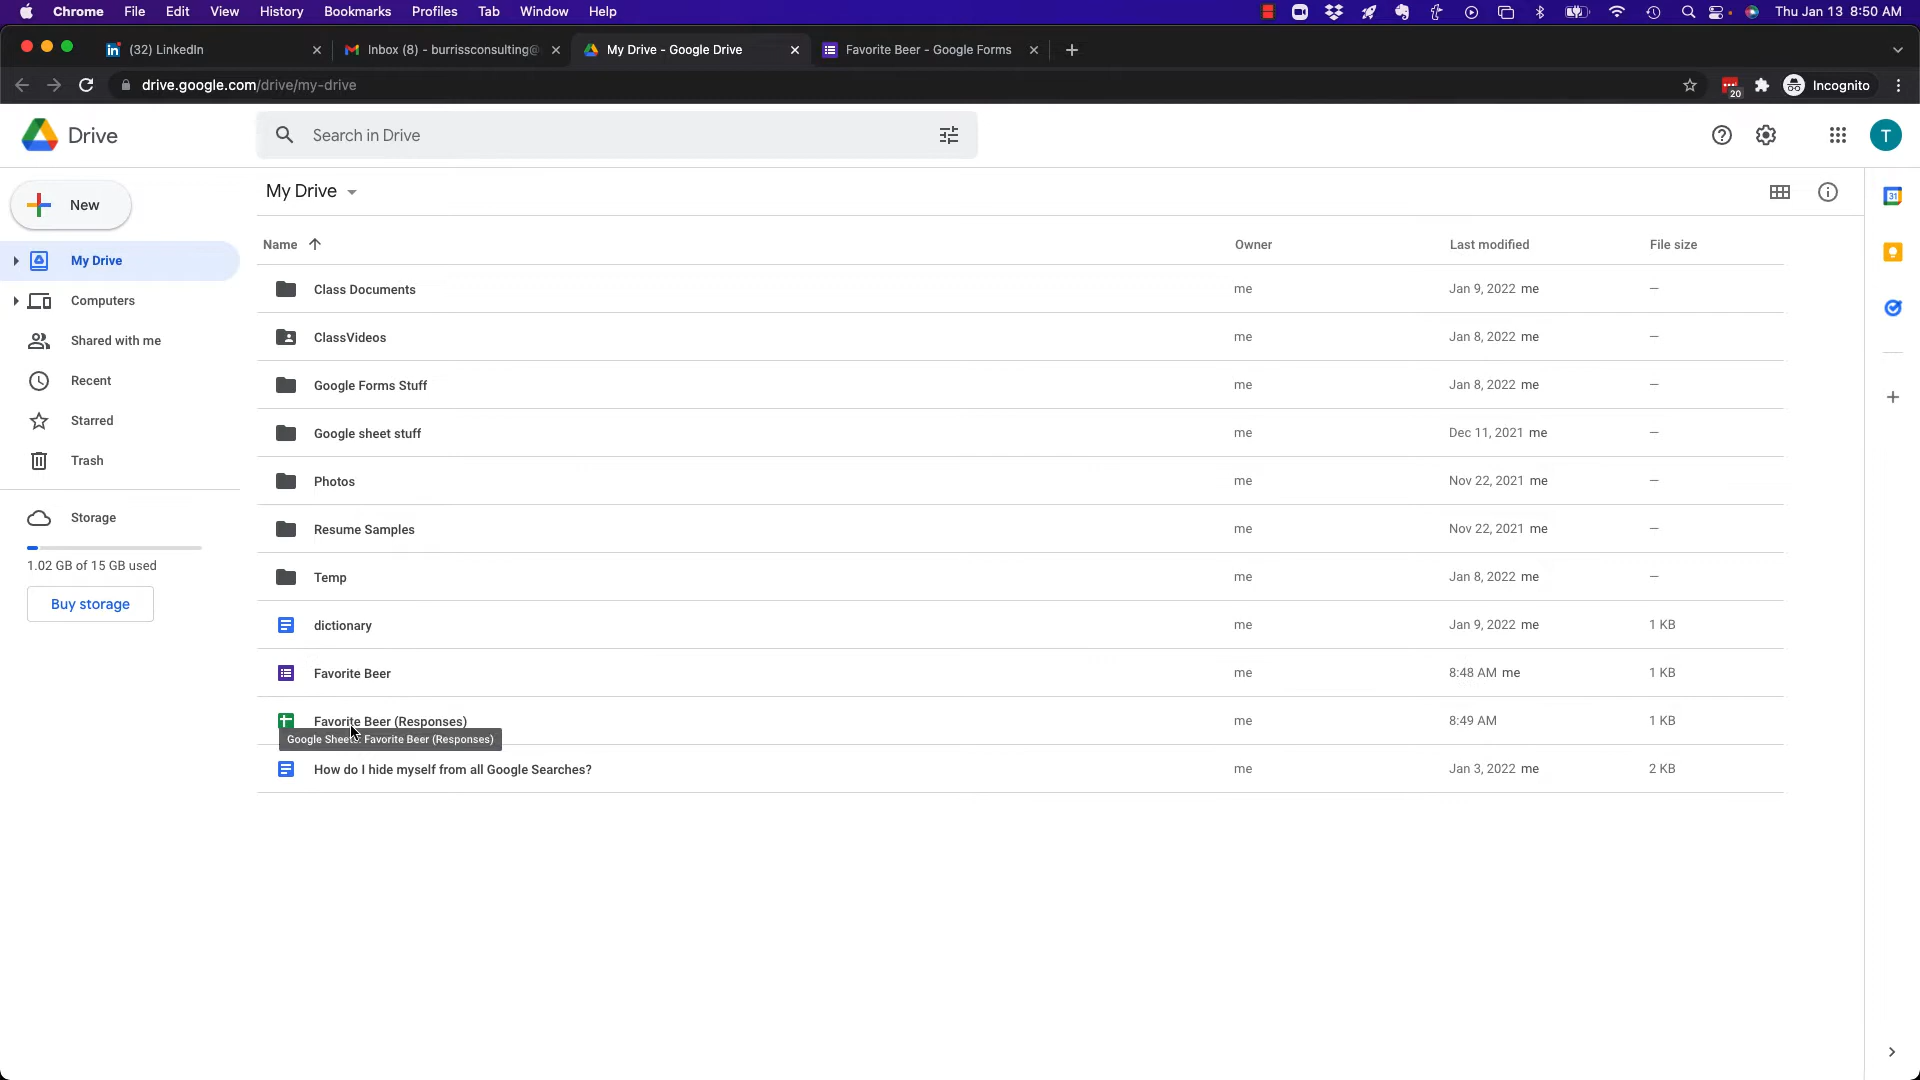 Chrome File Edit View History Bookmarks Profiles Tab Window Help Thu Jan 13 8:50 AM
(32) LinkedIn Inbox (8) - burrissconsulting@ My Drive - Google Drive Favorite Beer - Google Forms
drive.google.com/drive/my-drive 20 Incognito
Drive Search in Drive T
New My Drive 31
Name Owner Last modified File size
My Drive
Class Documents me Jan 9, 2022 me –
Computers
ClassVideos me Jan 8, 2022 me –
Shared with me
Recent
Google Forms Stuff me Jan 8, 2022 me –
Starred
Google sheet stuff me Dec 11, 2021 me –
Trash
Photos me Nov 22, 2021 me –
Storage
Resume Samples me Nov 22, 2021 me –
1.02 GB of 15 GB used
Temp me Jan 8, 2022 me –
Buy storage
dictionary me Jan 9, 2022 me 1 KB
Favorite Beer me 8:48 AM me 1 KB
Favorite Beer (Responses) me 8:49 AM 1 KB
Google Sheets: Favorite Beer (Responses)
How do I hide myself from all Google Searches? me Jan 3, 2022 me 2 KB